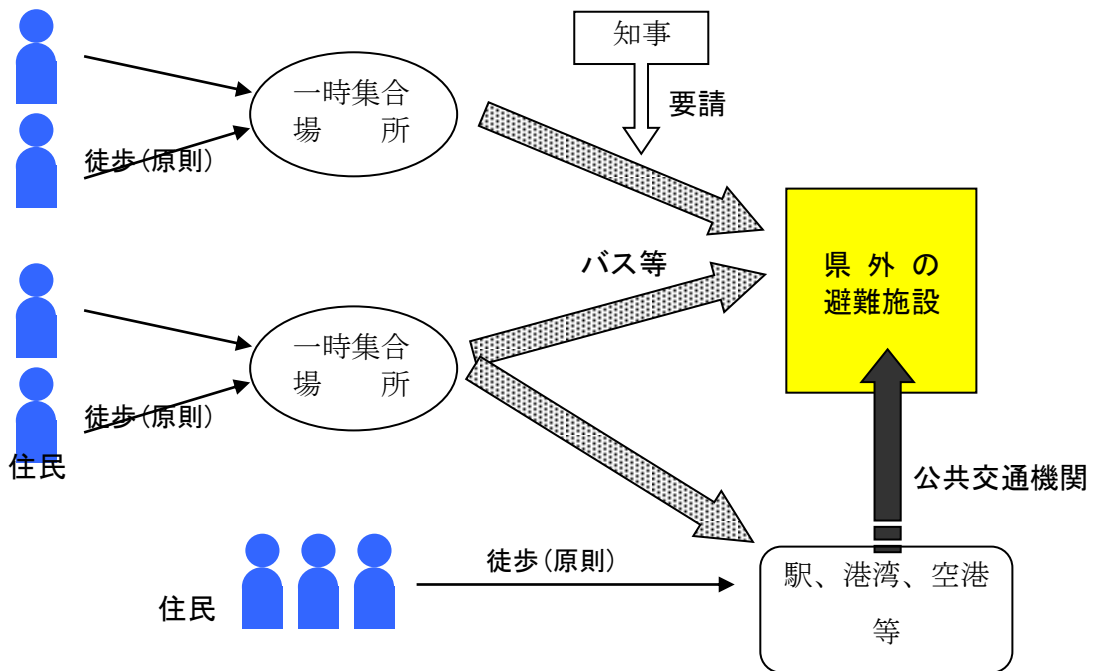 知事
要請
一時集合
場　　所
徒歩（原則）
バス等
県 外 の
避難施設
一時集合
場　　所
徒歩（原則）
住民
公共交通機関
徒歩（原則）
住民
駅、港湾、空港
等